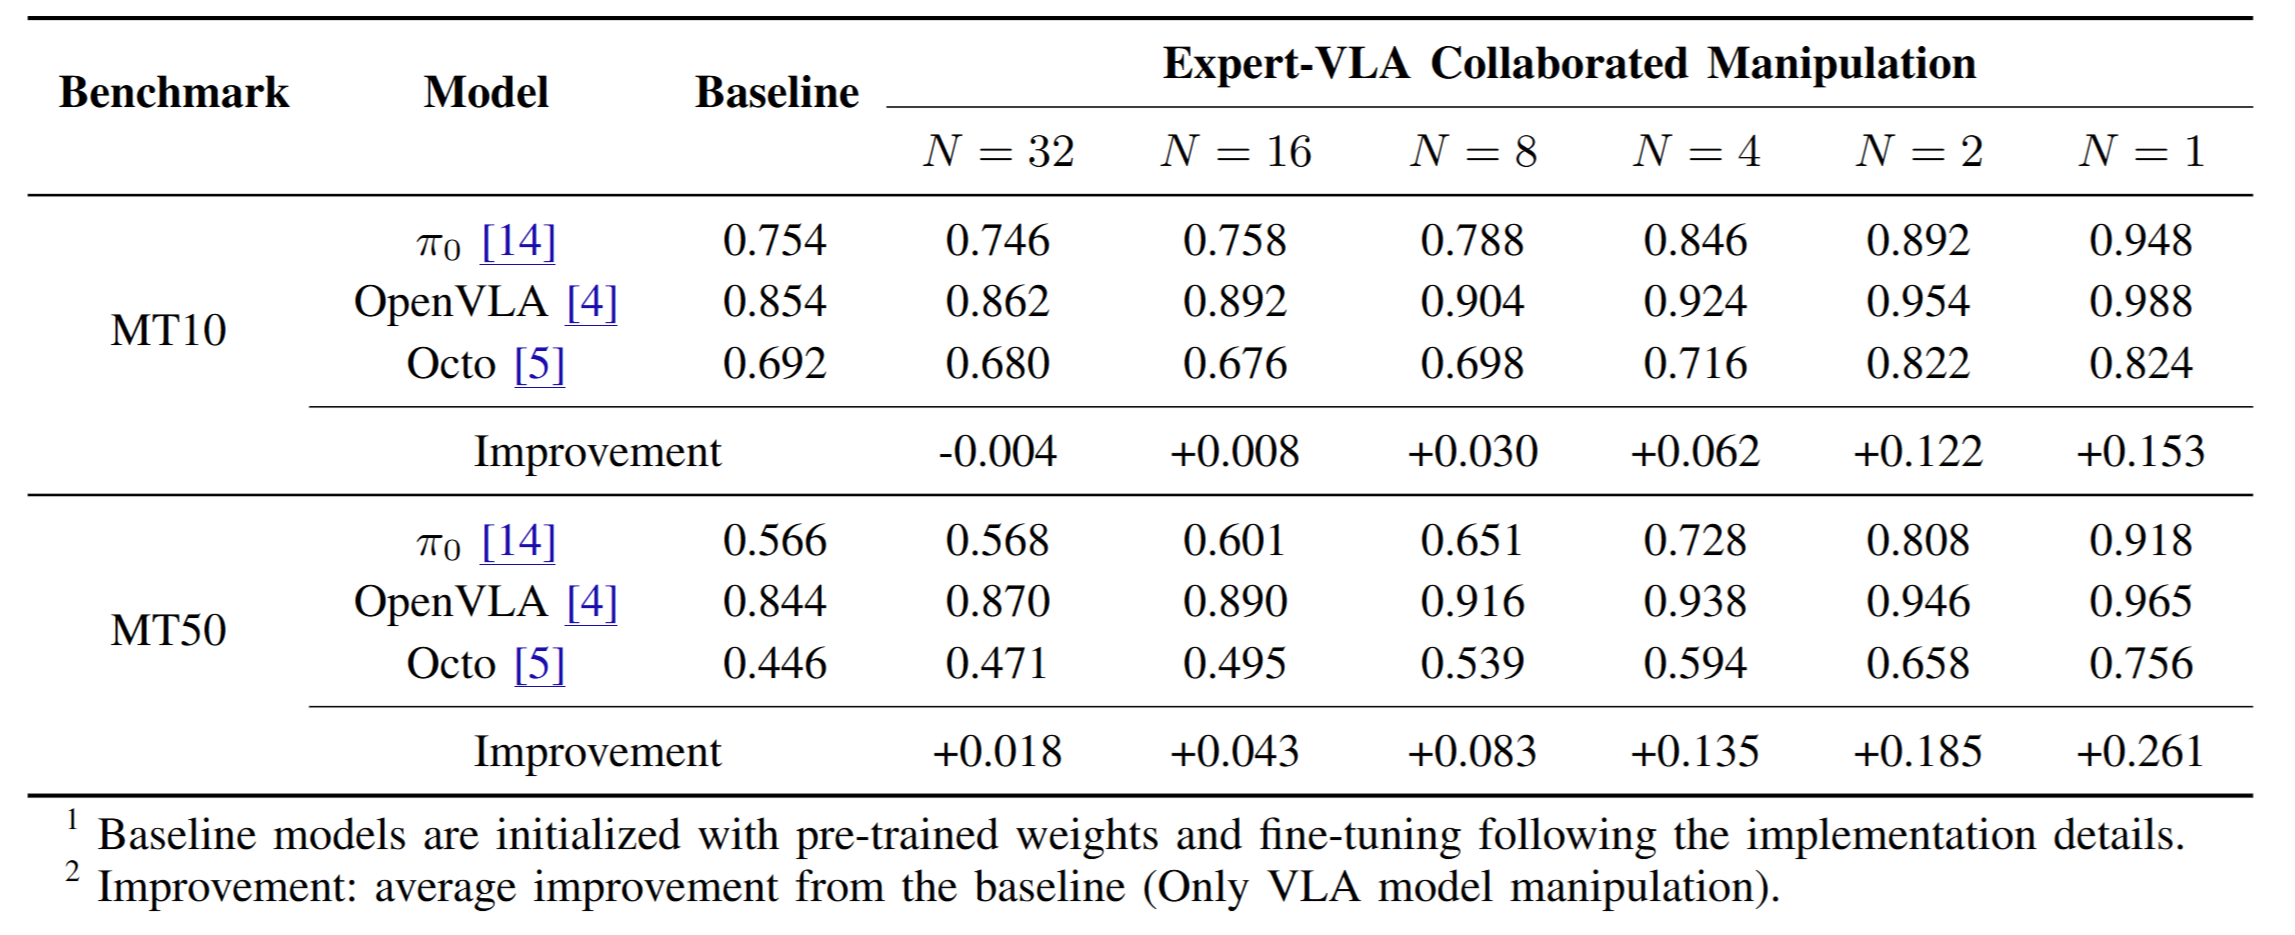 Benchmark Model Baseline Expert-VLA Collaborated Manipulation
N = 32 N = 16 N = 8 N = 4 N = 2 N = 1
MT10
π₀ [14] 0.754 0.746 0.758 0.788 0.846 0.892 0.948
OpenVLA [4] 0.854 0.862 0.892 0.904 0.924 0.954 0.988
Octo [5] 0.692 0.680 0.676 0.698 0.716 0.822 0.824
Improvement -0.004 +0.008 +0.030 +0.062 +0.122 +0.153
MT50
π₀ [14] 0.566 0.568 0.601 0.651 0.728 0.808 0.918
OpenVLA [4] 0.844 0.870 0.890 0.916 0.938 0.946 0.965
Octo [5] 0.446 0.471 0.495 0.539 0.594 0.658 0.756
Improvement +0.018 +0.043 +0.083 +0.135 +0.185 +0.261
¹ Baseline models are initialized with pre-trained weights and fine-tuning following the implementation details.
² Improvement: average improvement from the baseline (Only VLA model manipulation).